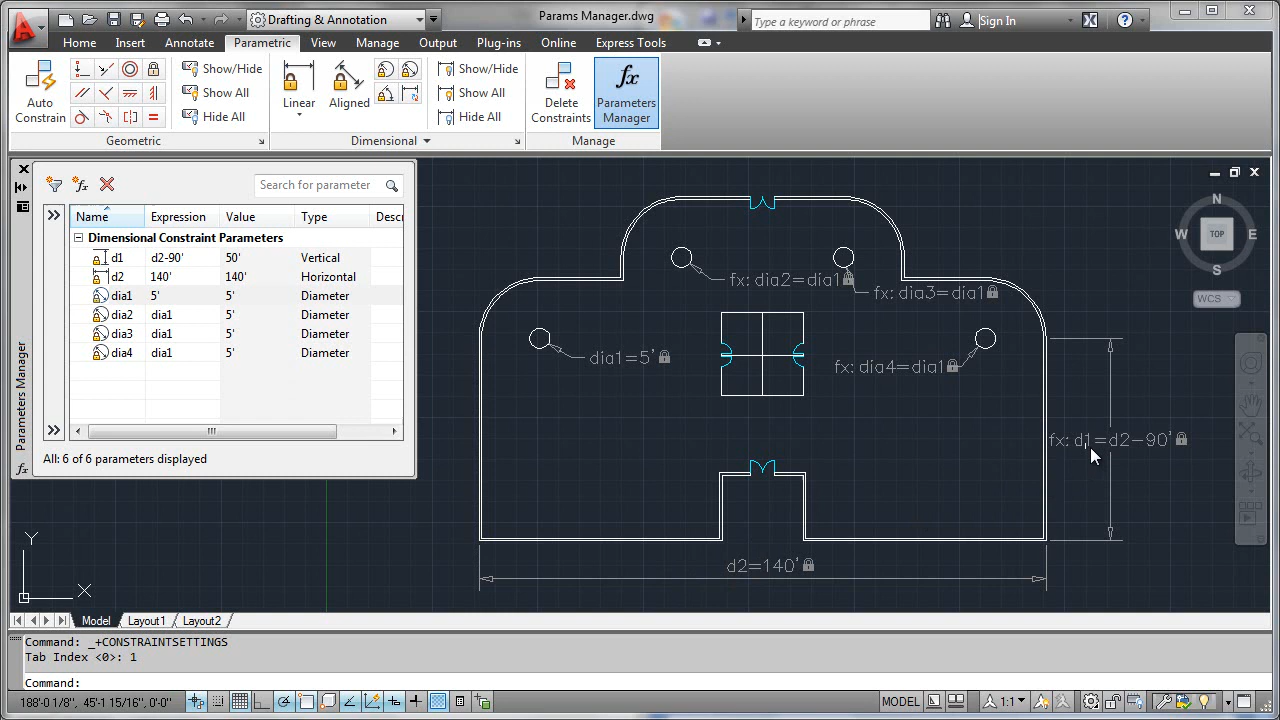 Drafting & Annotation
Params Manager.dwg
Type a keyword or phrase
Sign In
Home Insert Annotate Parametric View Manage Output Plug-ins Online Express Tools
Auto Constrain
Show/Hide
Show All
Hide All
Geometric
Linear
Aligned
Show/Hide
Show All
Hide All
Dimensional
Delete Constraints
fx
Parameters Manager
Manage
Search for parameter
Name Expression Value Type Descr
Dimensional Constraint Parameters
d1 d2-90' 50' Vertical
d2 140' 140' Horizontal
dia1 5' 5' Diameter
dia2 dia1 5' Diameter
dia3 dia1 5' Diameter
dia4 dia1 5' Diameter
All: 6 of 6 parameters displayed
Parameters Manager
fx
fx: dia2=dia1
fx: dia3=dia1
dia1=5'
fx: dia4=dia1
fx: d1=d2-90'
d2=140'
N
W TOP E
S
WCS
Y
X
Model Layout1 Layout2
Command: _+CONSTRAINTSETTINGS
Tab Index <0>: 1
Command:
188'-0 1/8", 45'-1 15/16", 0'-0"
MODEL
1:1